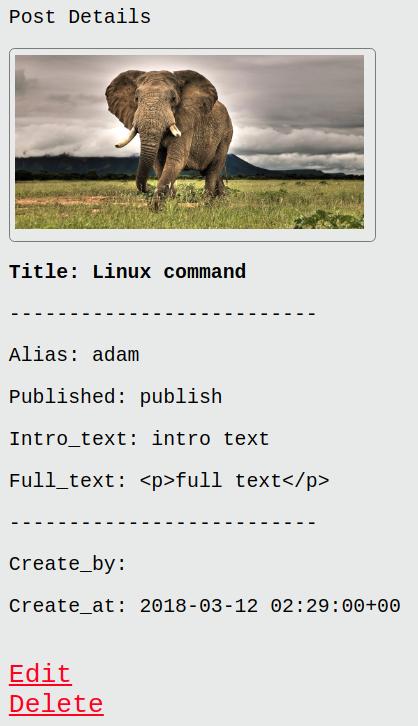 Post Details
Title: Linux command
--------------------------
Alias: adam
Published: publish
Intro_text: intro text
Full_text: <p>full text</p>
--------------------------
Create_by:
Create_at: 2018-03-12 02:29:00+00
Edit
Delete